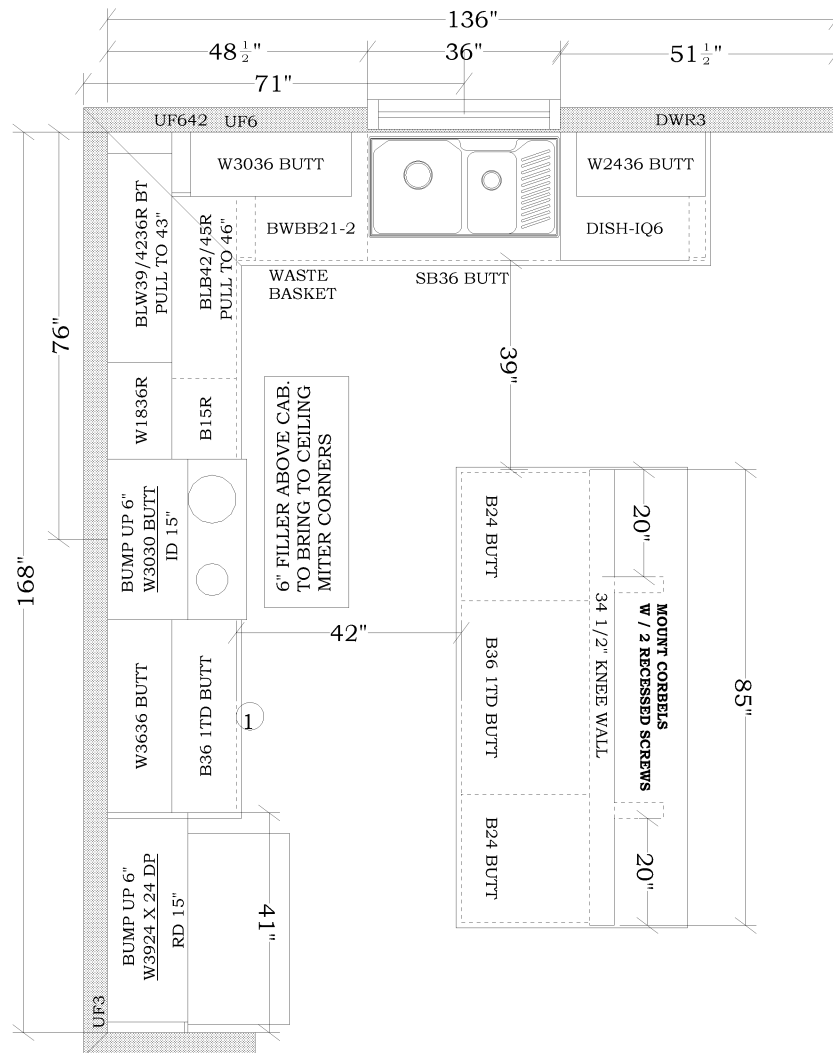 136"
48 1/2"
36"
51 1/2"
71"
UF642
UF6
DWR3
W3036 BUTT
W2436 BUTT
BWBB21-2
DISH-IQ6
WASTE
BASKET
SB36 BUTT
BLW39/4236R BT
PULL TO 43"
BLB42/45R
PULL TO 46"
76"
39"
W1836R
B15R
6" FILLER ABOVE CAB.
TO BRING TO CEILING
MITER CORNERS
BUMP UP 6"
W3030 BUTT
ID 15"
168"
B24 BUTT
20"
42"
34 1/2" KNEE WALL
MOUNT CORBELS
W / 2 RECESSED SCREWS
85"
W3636 BUTT
B36 1TD BUTT
1
B36 1TD BUTT
B24 BUTT
20"
BUMP UP 6"
W3924 X 24 DP
RD 15"
41"
UF3